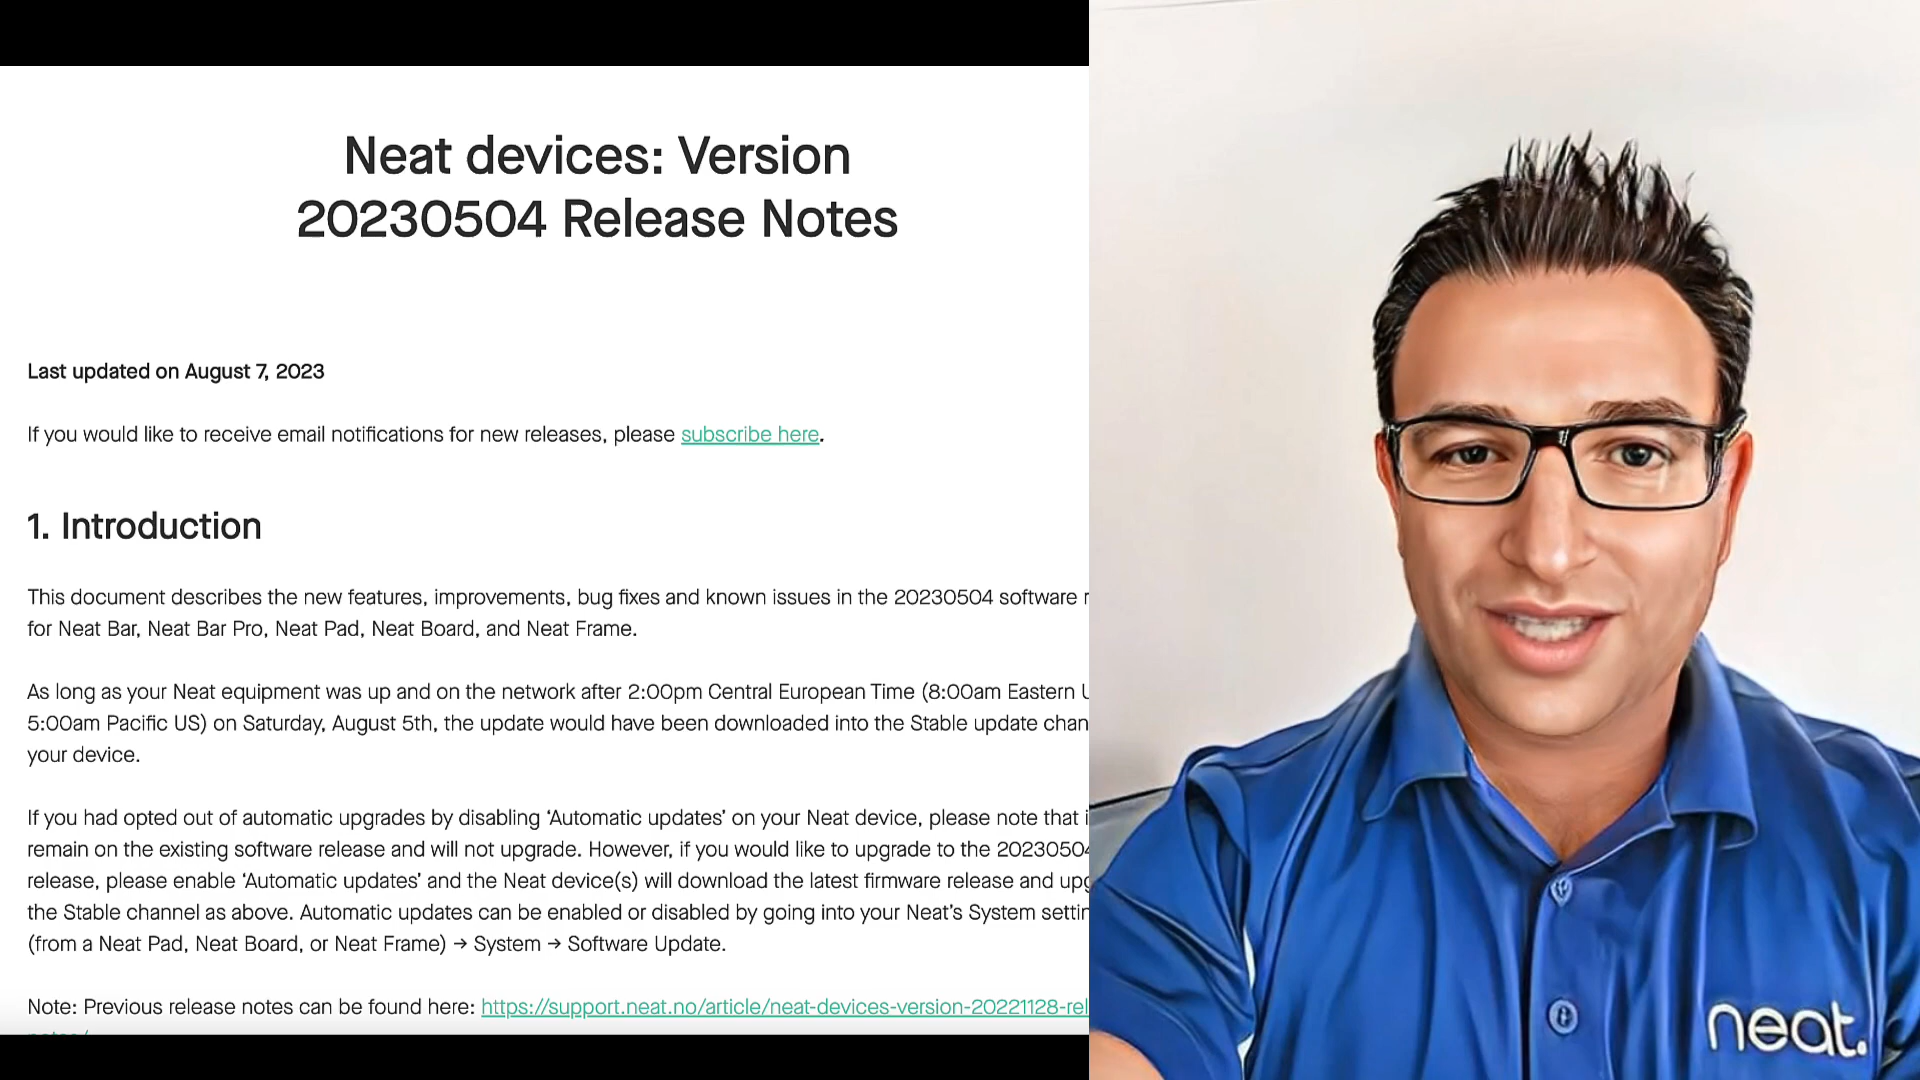 Neat devices: Version
20230504 Release Notes
Last updated on August 7, 2023
If you would like to receive email notifications for new releases, please subscribe here.
1. Introduction
This document describes the new features, improvements, bug fixes and known issues in the 20230504 software
for Neat Bar, Neat Bar Pro, Neat Pad, Neat Board, and Neat Frame.
As long as your Neat equipment was up and on the network after 2:00pm Central European Time (8:00am Eastern
5:00am Pacific US) on Saturday, August 5th, the update would have been downloaded into the Stable update
your device.
If you had opted out of automatic upgrades by disabling ‘Automatic updates’ on your Neat device, please note that
remain on the existing software release and will not upgrade. However, if you would like to upgrade to the 20230504
release, please enable ‘Automatic updates’ and the Neat device(s) will download the latest firmware release and
the Stable channel as above. Automatic updates can be enabled or disabled by going into your Neat’s System
(from a Neat Pad, Neat Board, or Neat Frame) → System → Software Update.
Note: Previous release notes can be found here: https://support.neat.no/article/neat-devices-version-20221128-rel
neat.